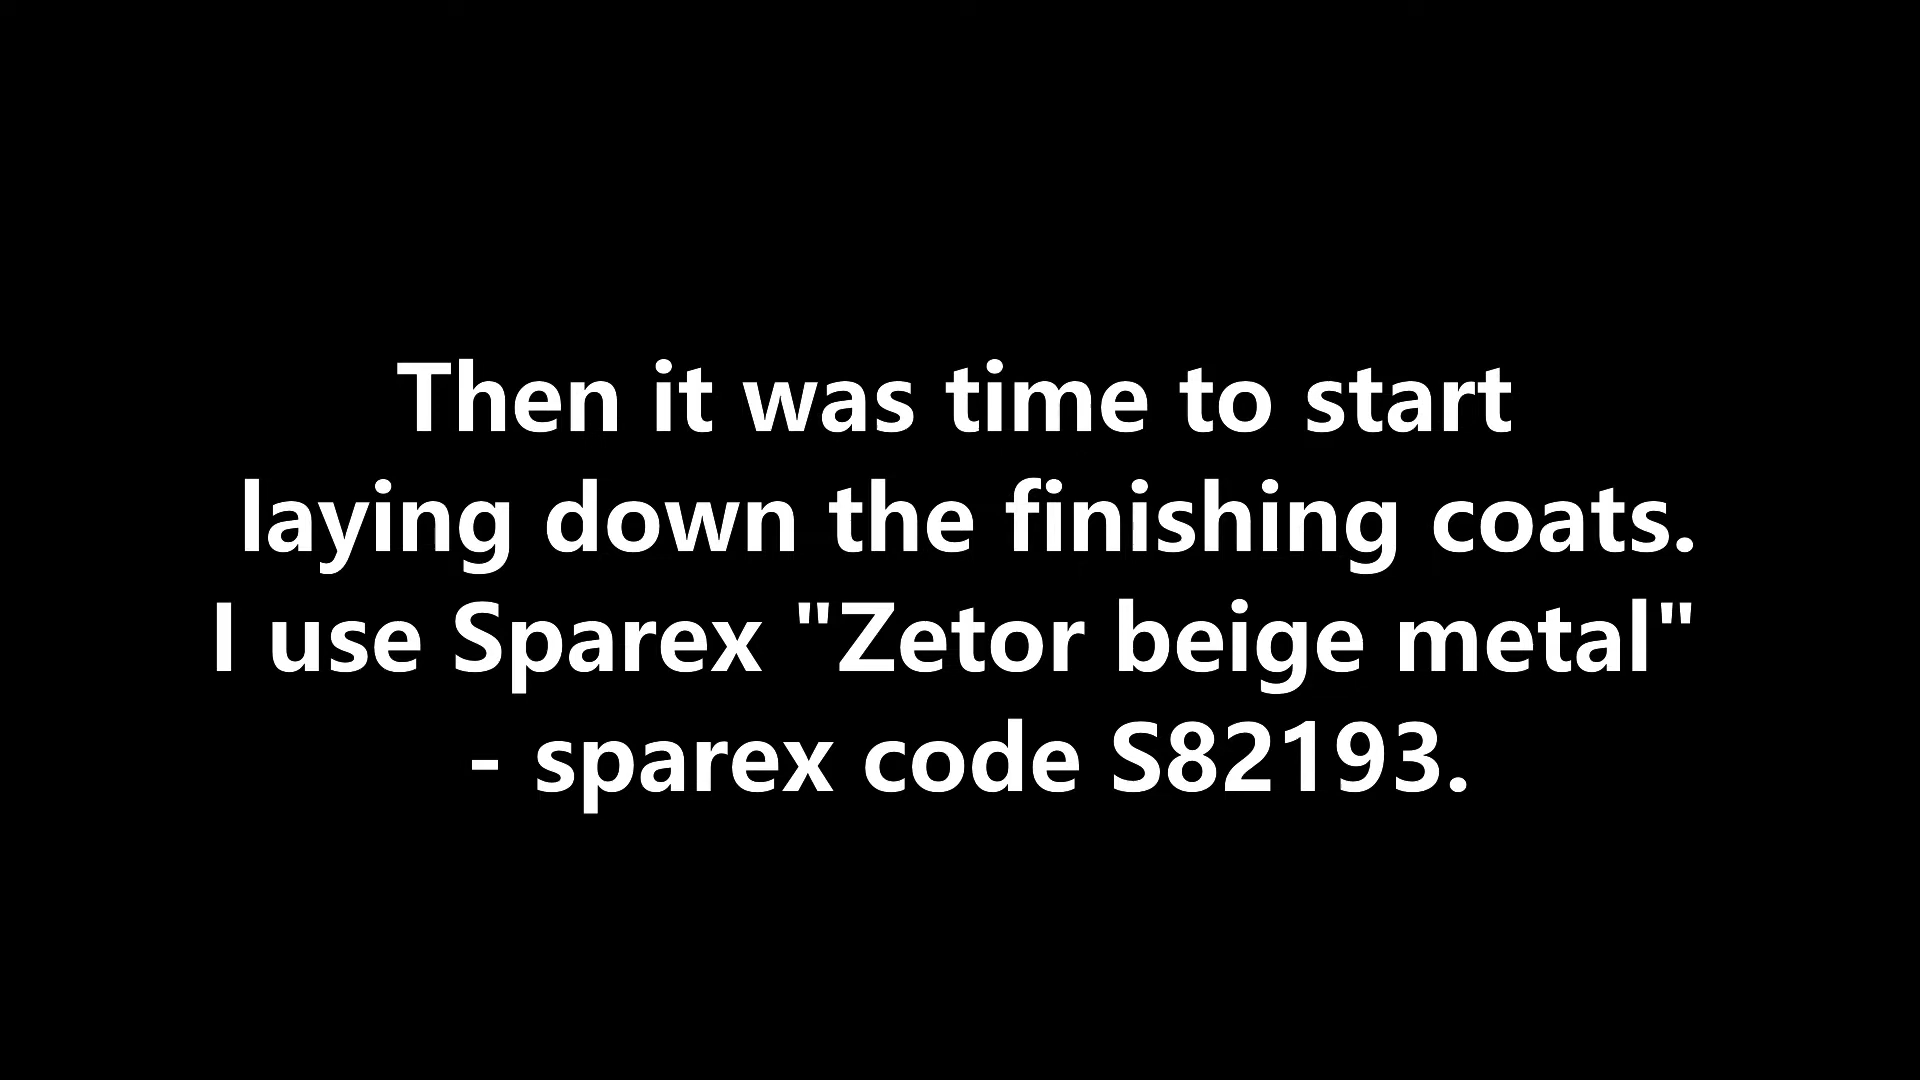 Then it was time to start
laying down the finishing coats.
I use Sparex "Zetor beige metal"
- sparex code S82193.